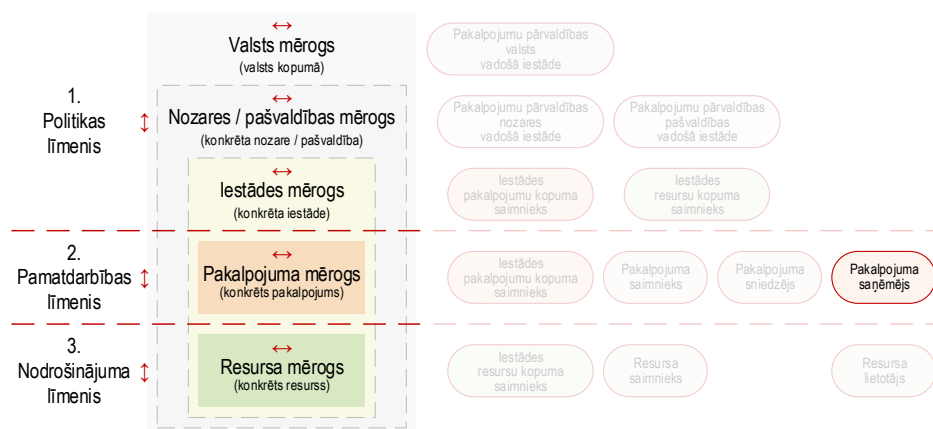 Valsts mērogs
(valsts kopumā)
Pakalpojumu pārvaldības
valsts
vadošā iestāde
1.
Politikas
līmenis
Nozares / pašvaldības mērogs
(konkrēta nozare / pašvaldība)
Pakalpojumu pārvaldības
nozares
vadošā iestāde
Pakalpojumu pārvaldības
pašvaldības
vadošā iestāde
Iestādes mērogs
(konkrēta iestāde)
Iestādes
pakalpojumu kopuma
saimnieks
Iestādes
resursu kopuma
saimnieks
2.
Pamatdarbības
līmenis
Pakalpojuma mērogs
(konkrēts pakalpojums)
Iestādes
pakalpojumu kopuma
saimnieks
Pakalpojuma
saimnieks
Pakalpojuma
sniedzējs
Pakalpojuma
saņēmējs
3.
Nodrošinājuma
līmenis
Resursa mērogs
(konkrēts resurss)
Iestādes
resursu kopuma
saimnieks
Resursa
saimnieks
Resursa
lietotājs